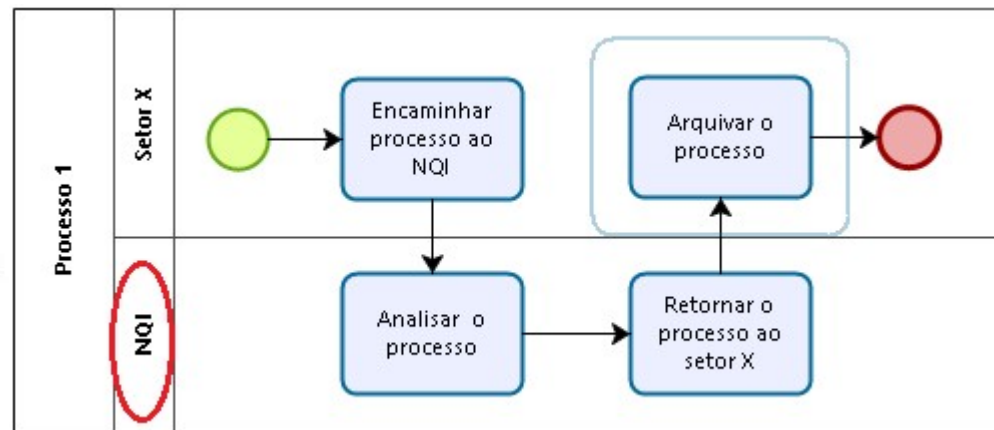 Processo 1
Setor X
Encaminhar
processo ao
NQI
Arquivar o
processo
NQI
Analisar o
processo
Retornar o
processo ao
setor X